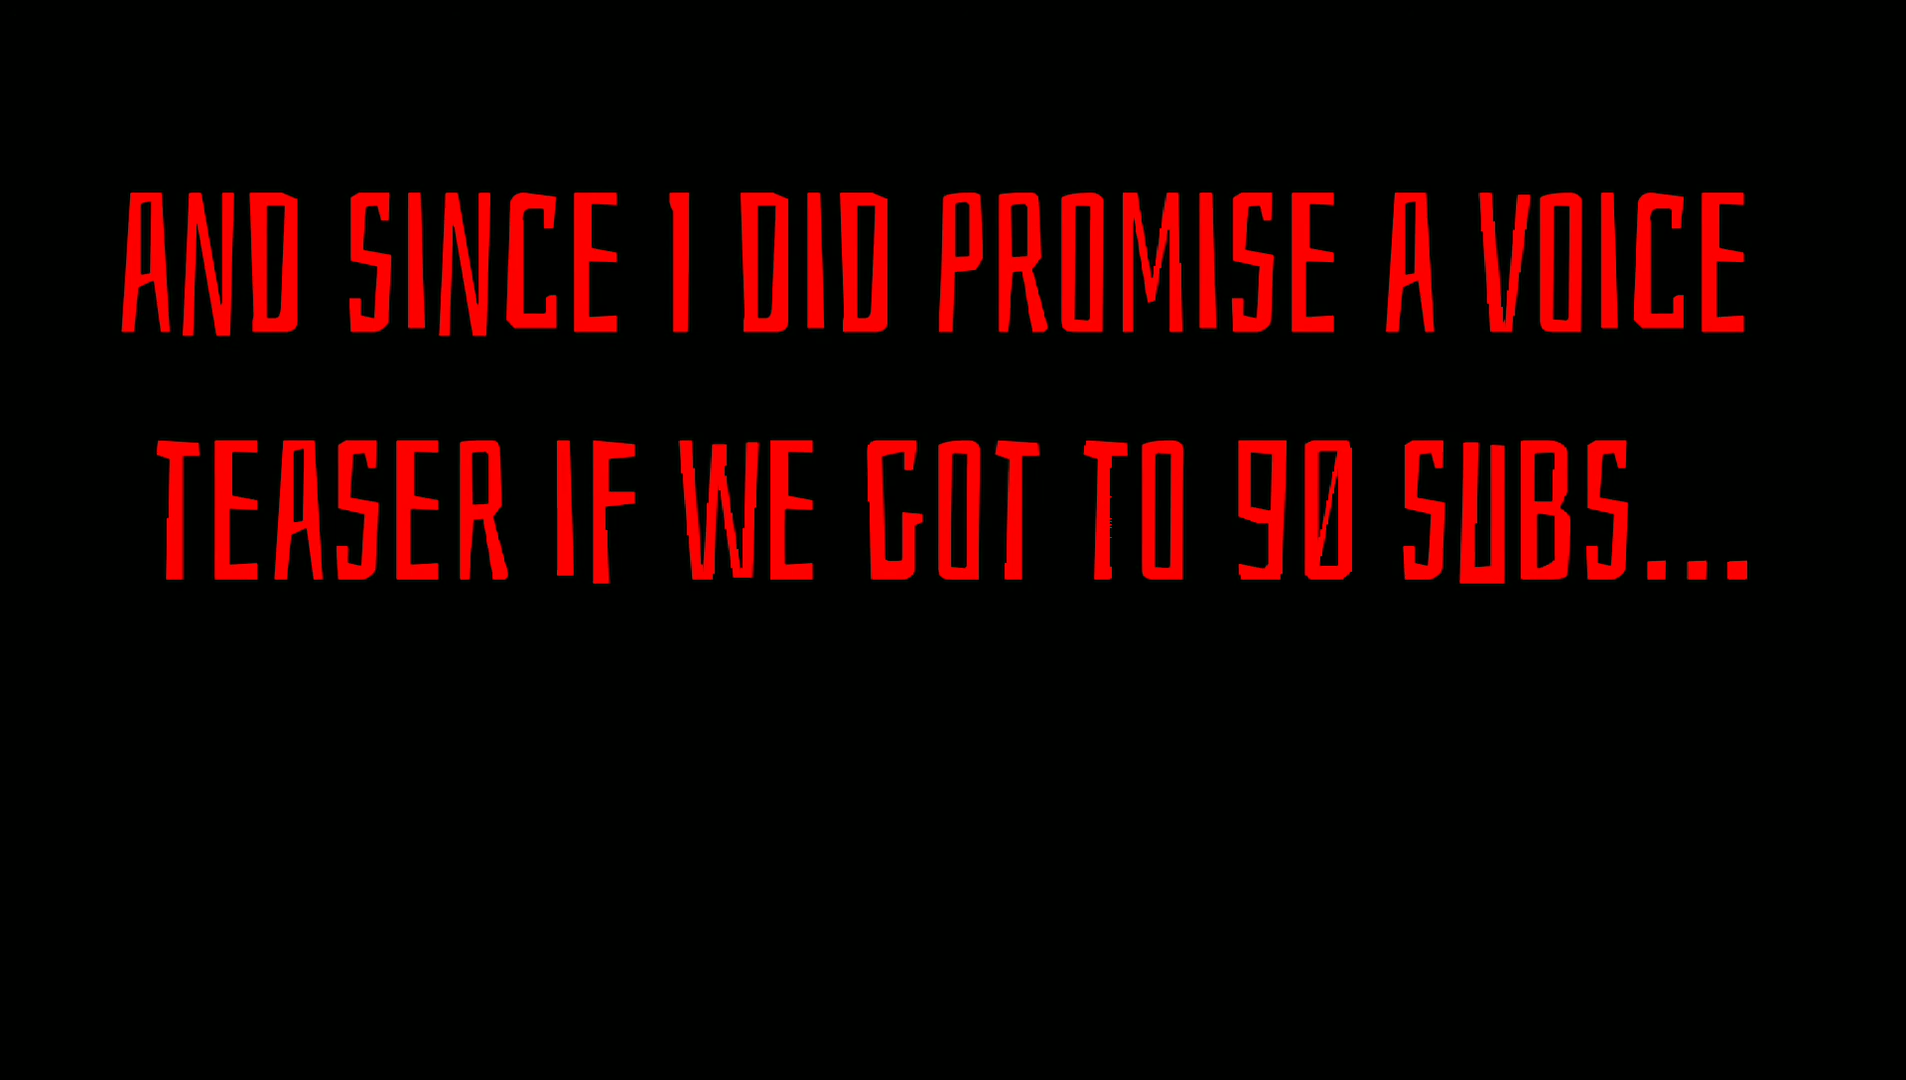 AND SINCE I DID PROMISE A VOICE
TEASER IF WE GOT TO 90 SUBS...